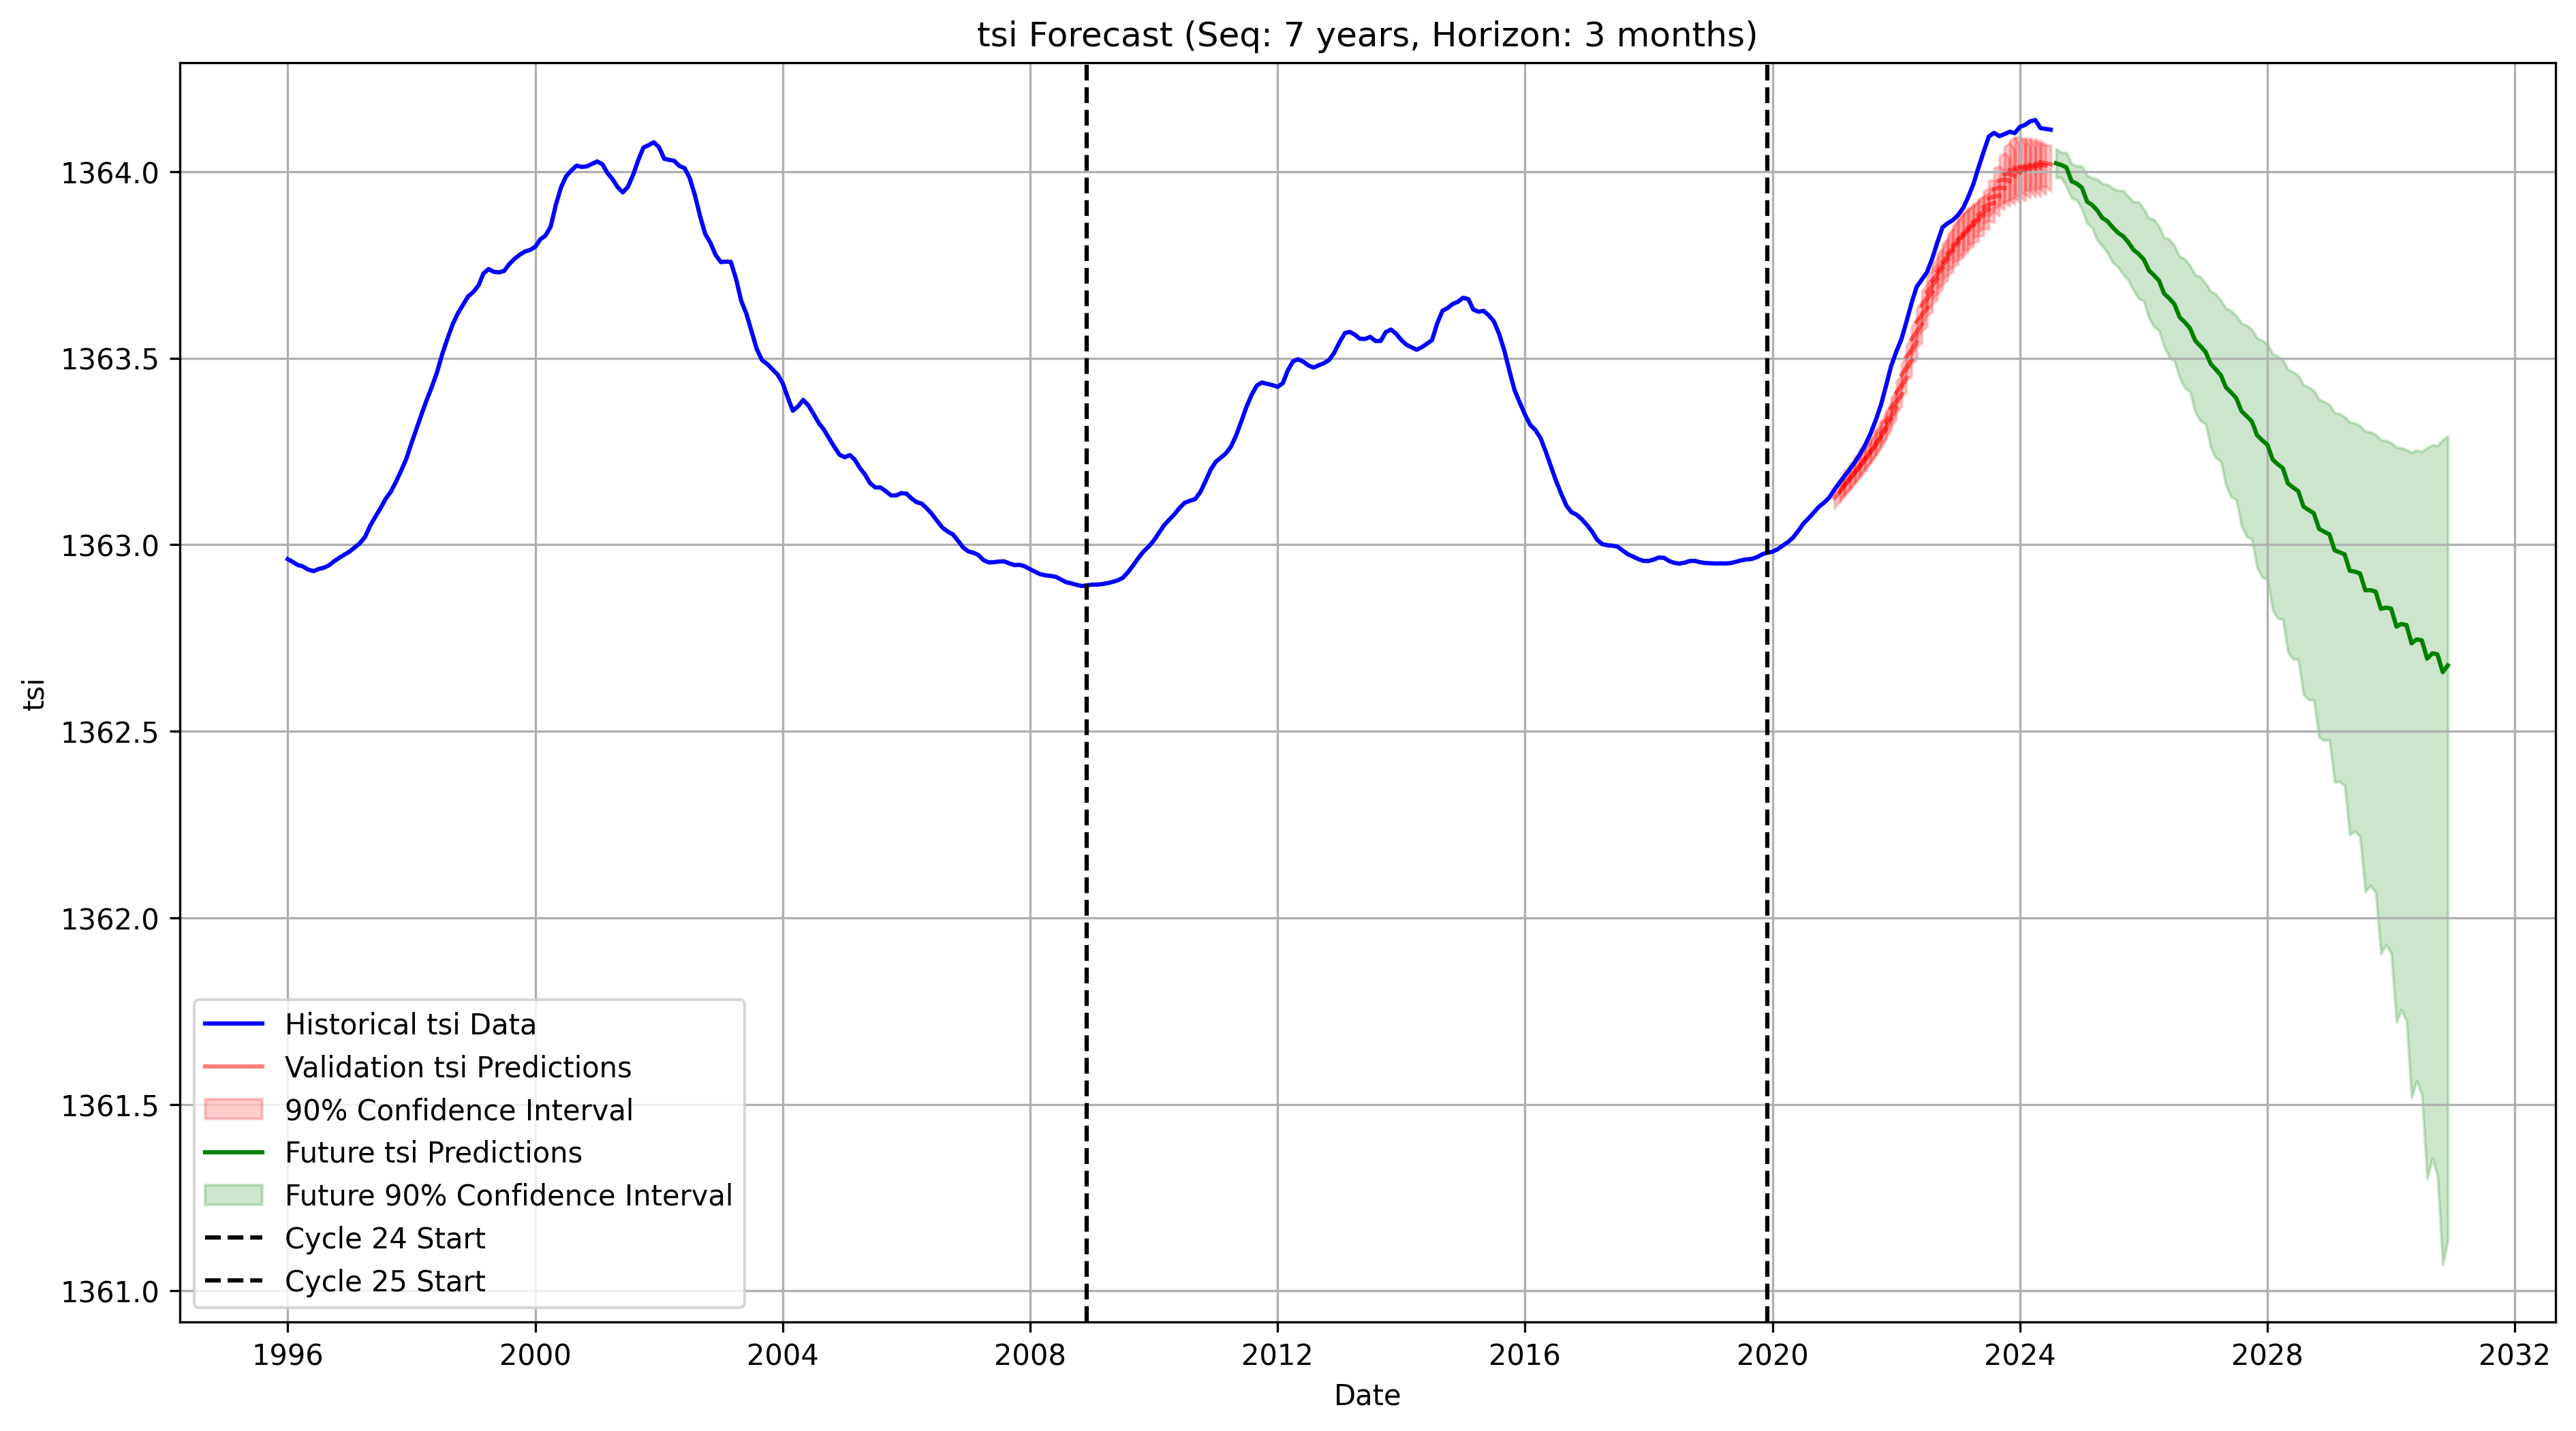 tsi Forecast (Seq: 7 years, Horizon: 3 months)
1364.0
1363.5
1363.0
1362.5
1362.0
1361.5
1361.0
tsi
Historical tsi Data
Validation tsi Predictions
90% Confidence Interval
Future tsi Predictions
Future 90% Confidence Interval
Cycle 24 Start
Cycle 25 Start
1996 2000 2004 2008 2012 2016 2020 2024 2028 2032
Date